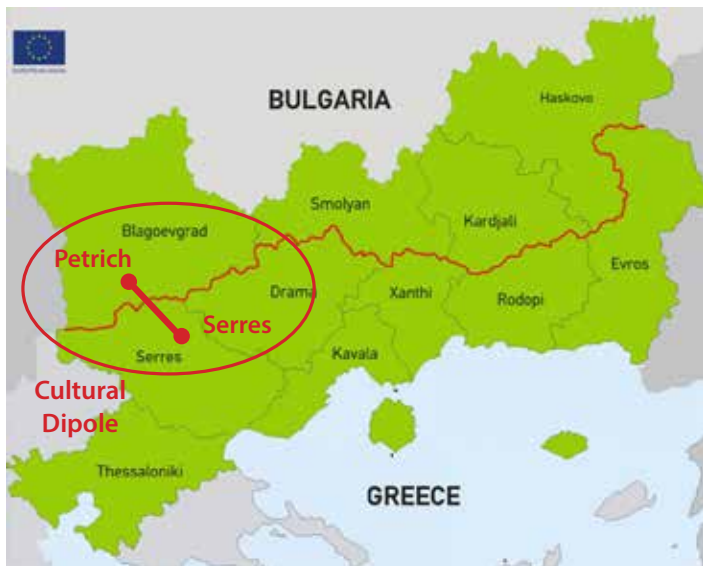 BULGARIA
Haskovo
Smolyan
Kardjali
Blagoevgrad
Petrich
Evros
Drama
Xanthi
Rodopi
Serres
Serres
Kavala
Cultural
Dipole
Thessaloniki
GREECE